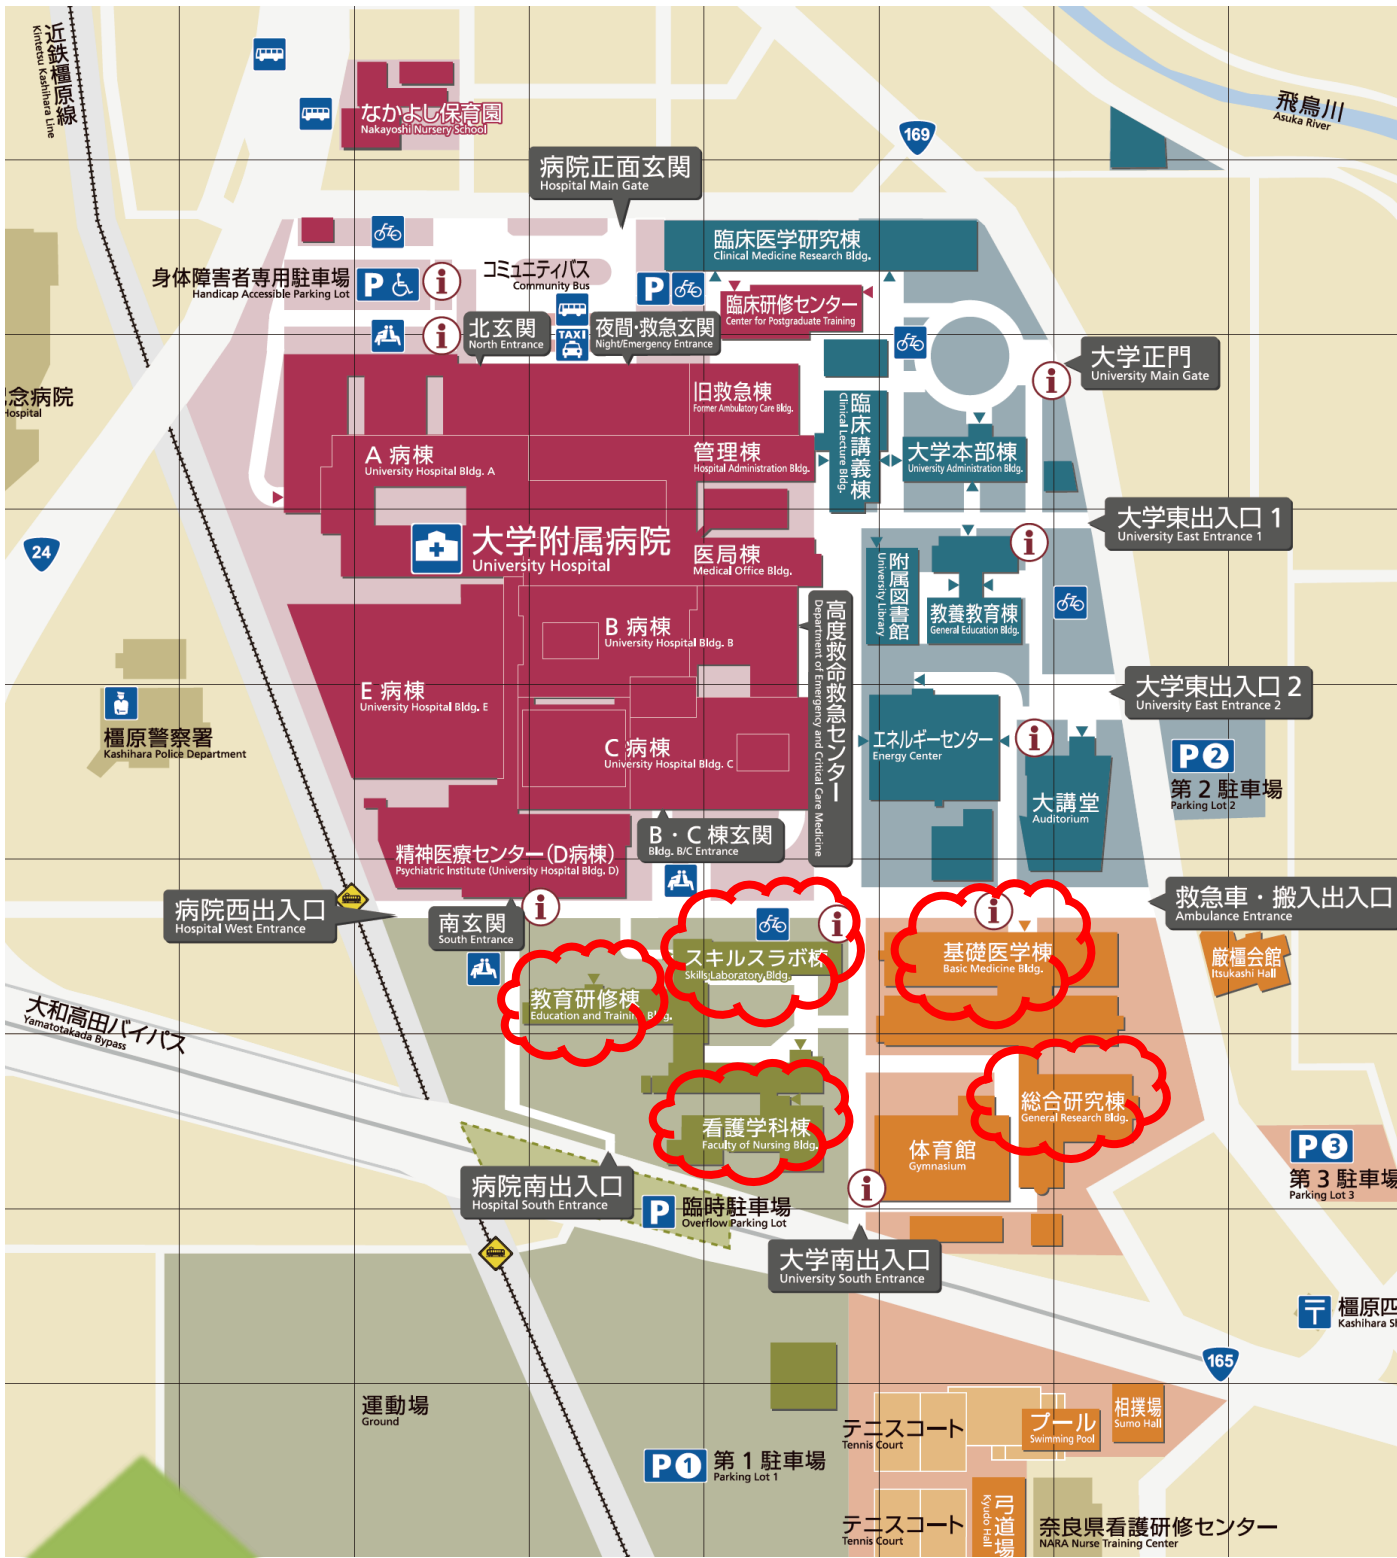 近鉄橿原線
Kintetsu Kashihara Line
なかよし保育園
Nakayoshi Nursery School
飛鳥川
Asuka River
169
病院正面玄関
Hospital Main Gate
臨床医学研究棟
Clinical Medicine Research Bldg.
身体障害者専用駐車場
Handicap Accessible Parking Lot
P
i
コミュニティバス
Community Bus
P
臨床研修センター
Center for Postgraduate Training
i
北玄関
North Entrance
TAXI
夜間・救急玄関
Night/Emergency Entrance
大学正門
University Main Gate
i
念病院
Hospital
旧救急棟
Former Ambulatory Care Bldg.
臨床講義棟
Clinical Lecture Bldg.
A 病棟
University Hospital Bldg. A
管理棟
Hospital Administration Bldg.
大学本部棟
University Administration Bldg.
24
大学附属病院
University Hospital
医局棟
Medical Office Bldg.
大学東出入口 1
University East Entrance 1
i
附属図書館
University Library
教養教育棟
General Education Bldg.
B 病棟
University Hospital Bldg. B
高度救命救急センター
Department of Emergency and Critical Care Medicine
E 病棟
University Hospital Bldg. E
大学東出入口 2
University East Entrance 2
橿原警察署
Kashihara Police Department
C 病棟
University Hospital Bldg. C
エネルギーセンター
Energy Center
i
P2
第 2 駐車場
Parking Lot 2
大講堂
Auditorium
B・C 棟玄関
Bldg. B/C Entrance
精神医療センター(D病棟)
Psychiatric Institute (University Hospital Bldg. D)
病院西出入口
Hospital West Entrance
南玄関
South Entrance
i
i
i
救急車・搬入出入口
Ambulance Entrance
スキルスラボ棟
Skills Laboratory Bldg.
基礎医学棟
Basic Medicine Bldg.
厳橿会館
Itsukashi Hall
教育研修棟
Education and Training Bldg.
大和高田バイパス
Yamatotakada Bypass
看護学科棟
Faculty of Nursing Bldg.
総合研究棟
General Research Bldg.
体育館
Gymnasium
P3
第 3 駐車場
Parking Lot 3
病院南出入口
Hospital South Entrance
i
P
臨時駐車場
Overflow Parking Lot
大学南出入口
University South Entrance
橿原四
Kashihara
165
運動場
Ground
テニスコート
Tennis Court
プール
Swimming Pool
相撲場
Sumo Hall
P1
第 1 駐車場
Parking Lot 1
テニスコート
Tennis Court
弓道場
Kyudo Hall
奈良県看護研修センター
NARA Nurse Training Center